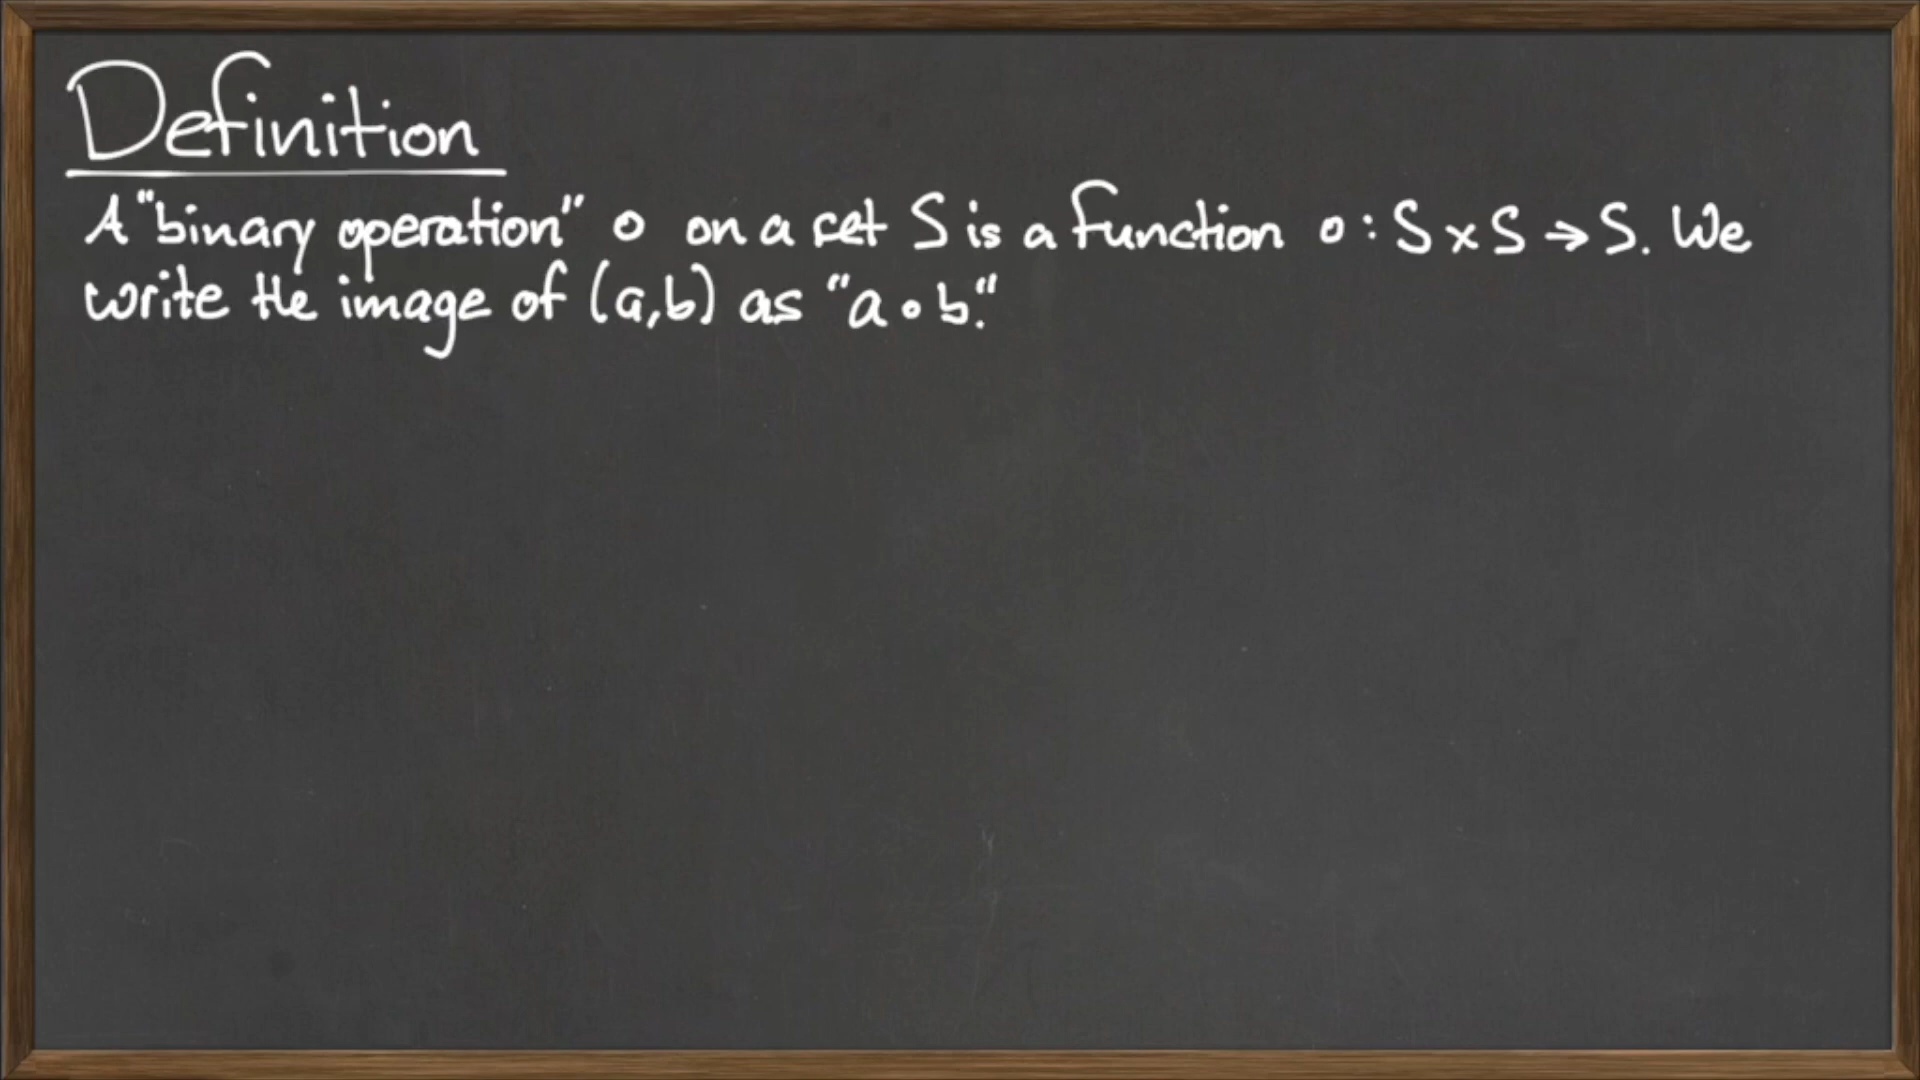 Definition
A "binary operation" ∘ on a set S is a function ∘ : S × S → S. We
write the image of (a,b) as "a ∘ b."